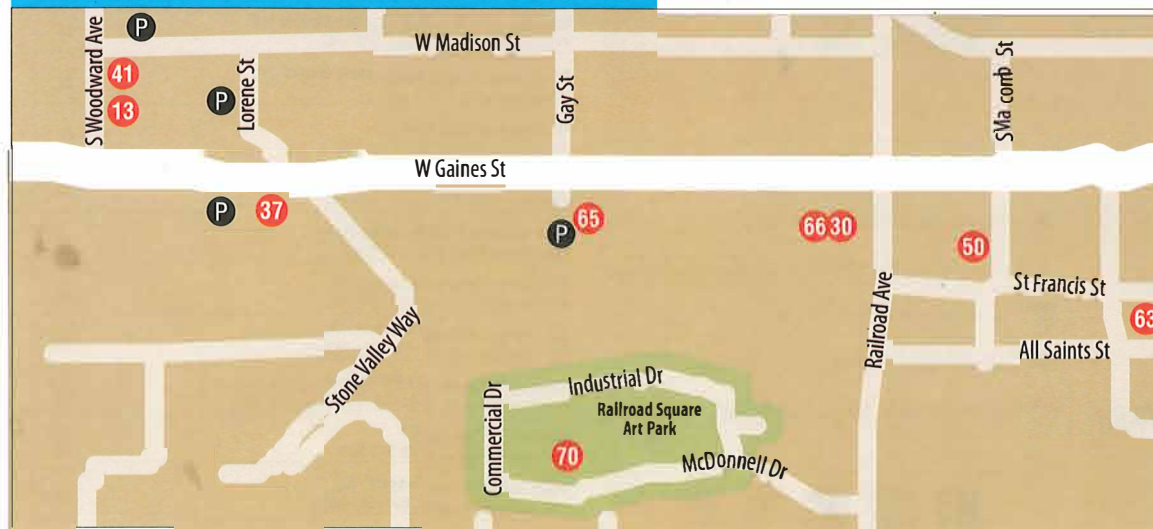 P
W Madison St
S Woodward Ave
41
13
P
Lorene St
Gay St
S Macomb St
W Gaines St
P
37
P
65
66
30
50
St Francis St
63
Railroad Ave
All Saints St
Stone Valley Way
Industrial Dr
Commercial Dr
Railroad Square
Art Park
70
McDonnell Dr